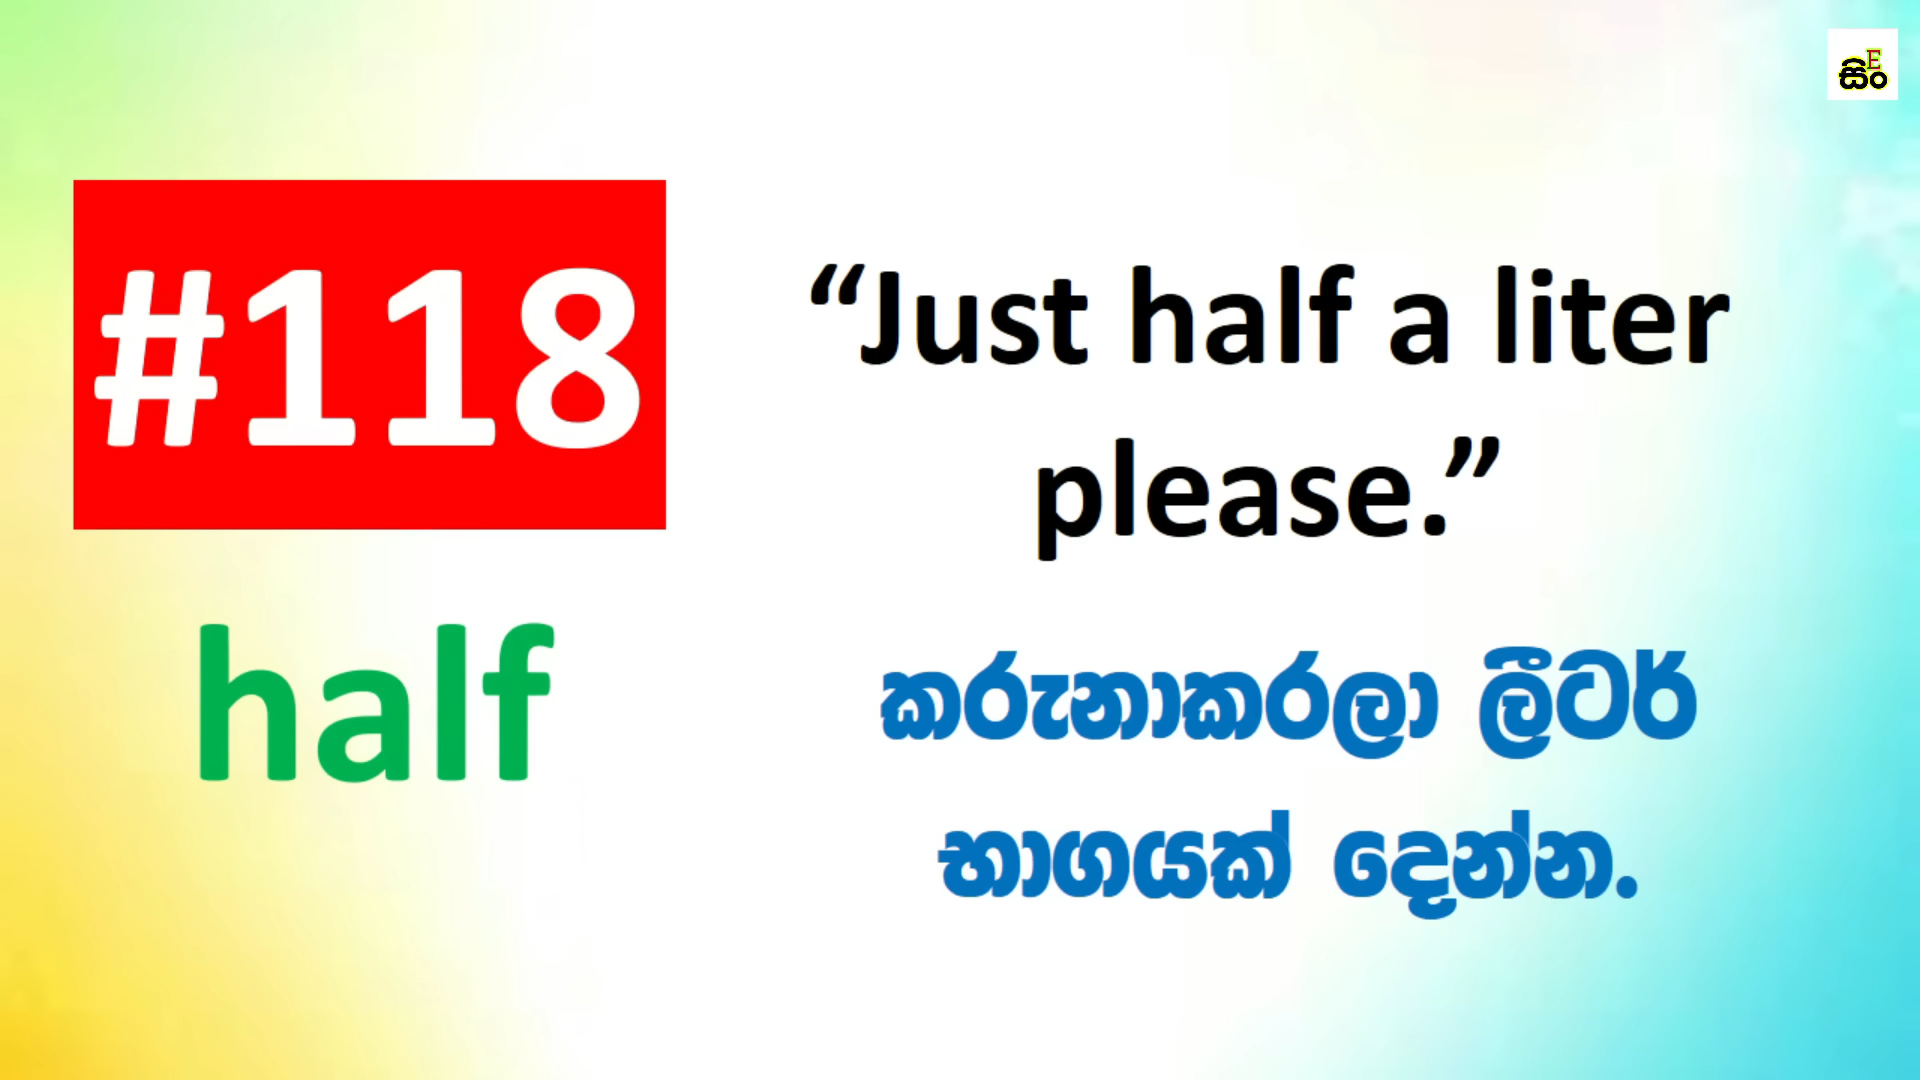 සිංE
#118
half
“Just half a liter
please.”
කරුනාකරලා ලීටර්
භාගයක් දෙන්න.